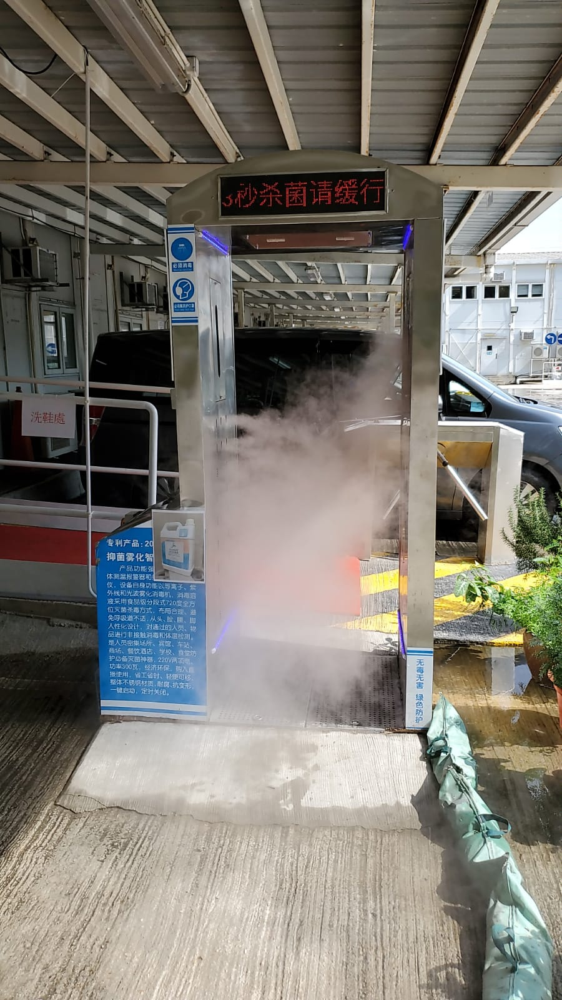 3秒杀菌请缓行
必须消毒
必须戴防护口罩
洗鞋處
专利产品:20
抑菌雾化智
产品功能强
体测温报警器和
仪，设备自身功能以等离子、紫
外线和光波雾化消毒机，消毒溶
液采用食品级分段式720度全方
位灭菌杀毒方式，布局合理、避
免呼吸道不适，从头、脸、腰、脚
人性化设计，对通过的人员、物
品进行非接触消毒和体温检测。
是人员密集场所、宾馆、车站、
商场、餐饮酒店、学校、食堂防
护必备灭菌神器，220V两项电，
功率300瓦，经济环保，购入直
接使用，省工省时、轻便可移，
整体不锈钢材质，耐腐、抗变形，
一键启动，定时关闭。
无毒无害 绿色防护